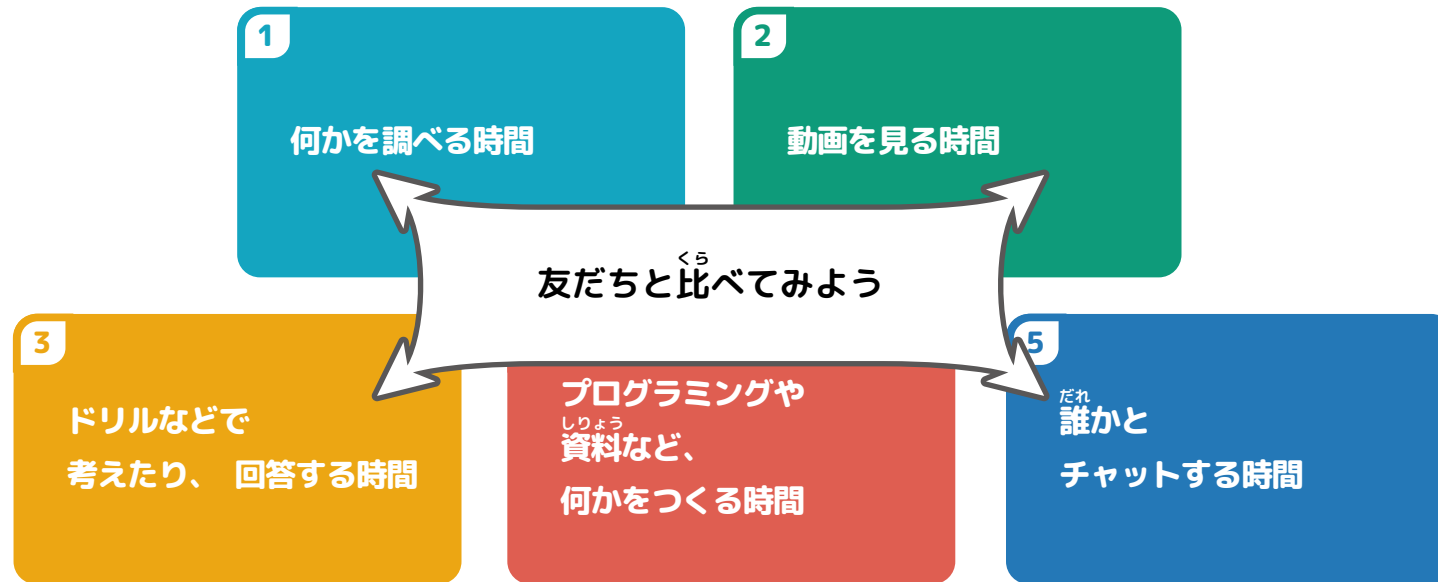 1
何かを調べる時間
2
動画を見る時間
くら
友だちと比べてみよう
3
ドリルなどで
考えたり、 回答する時間
プログラミングや
しりょう
資料など、
何かをつくる時間
5
だれ
誰かと
チャットする時間